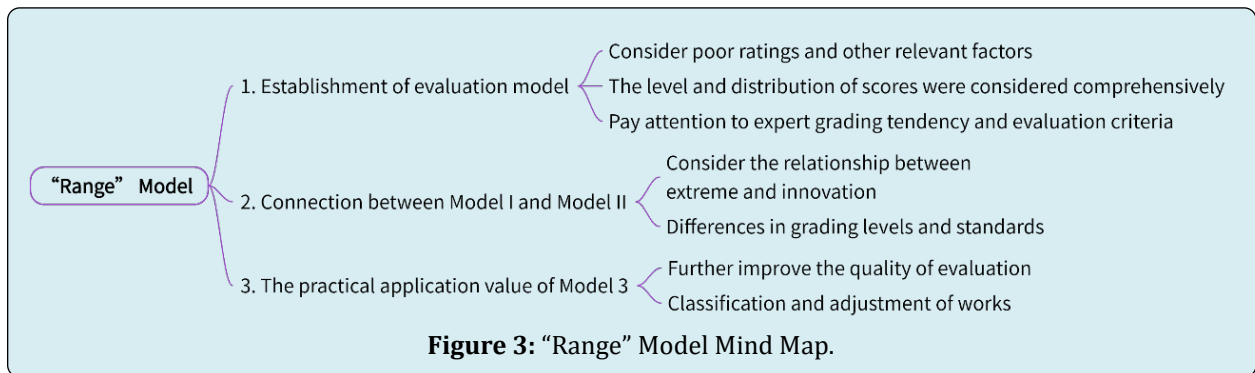 “Range” Model
1. Establishment of evaluation model
Consider poor ratings and other relevant factors
The level and distribution of scores were considered comprehensively
Pay attention to expert grading tendency and evaluation criteria
2. Connection between Model I and Model II
Consider the relationship between
extreme and innovation
Differences in grading levels and standards
3. The practical application value of Model 3
Further improve the quality of evaluation
Classification and adjustment of works
Figure 3: “Range” Model Mind Map.